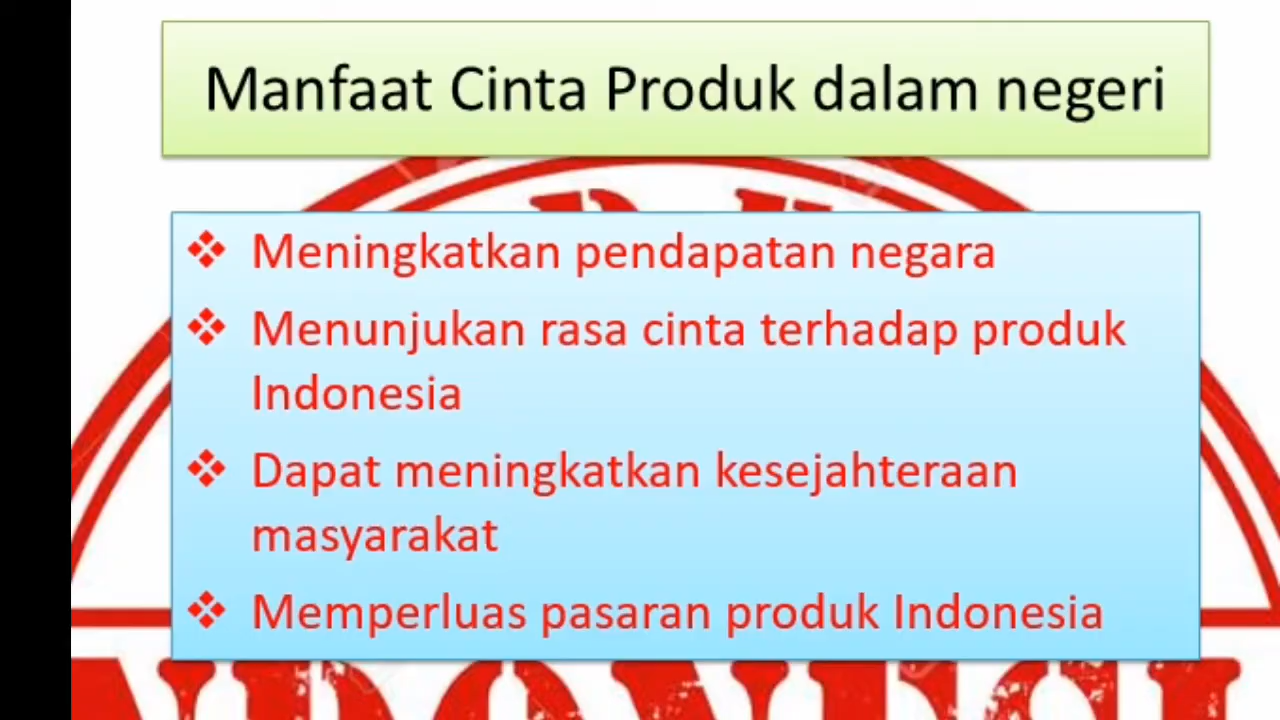 Manfaat Cinta Produk dalam negeri
Meningkatkan pendapatan negara
Menunjukan rasa cinta terhadap produk
Indonesia
Dapat meningkatkan kesejahteraan
masyarakat
Memperluas pasaran produk Indonesia